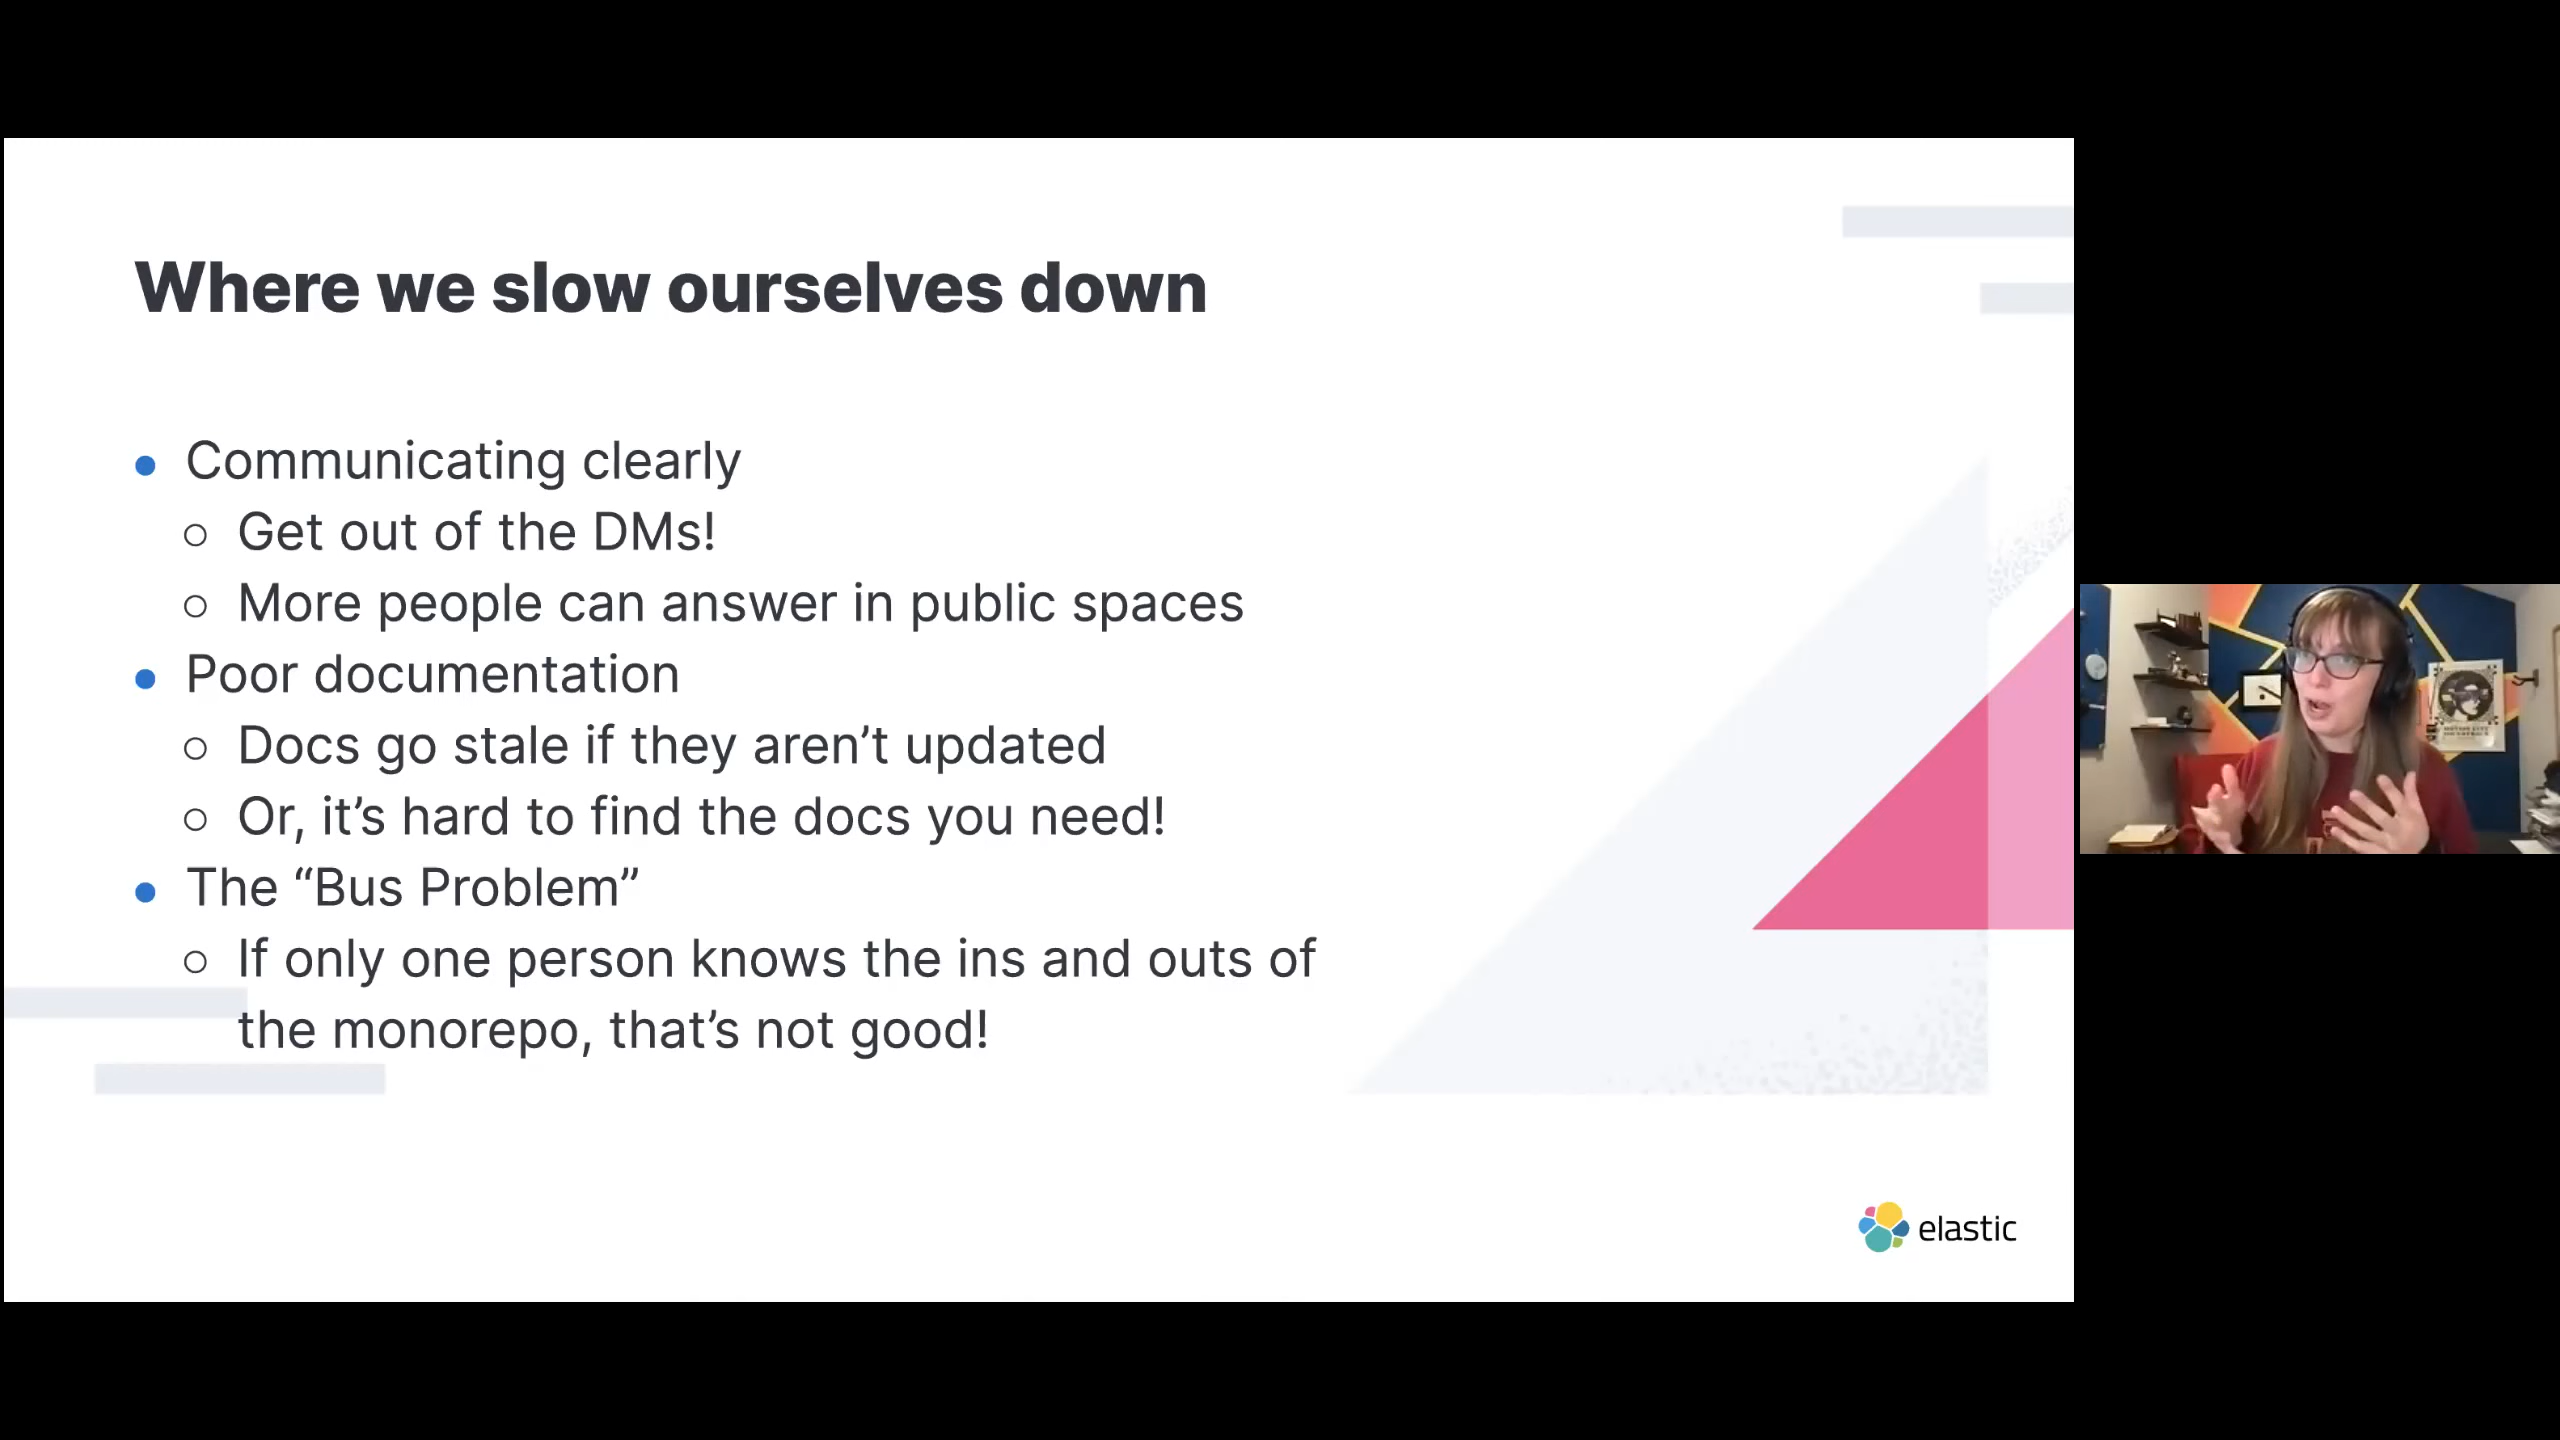 Where we slow ourselves down
● Communicating clearly
○ Get out of the DMs!
○ More people can answer in public spaces
● Poor documentation
○ Docs go stale if they aren’t updated
○ Or, it’s hard to find the docs you need!
● The “Bus Problem”
○ If only one person knows the ins and outs of
the monorepo, that’s not good!
elastic